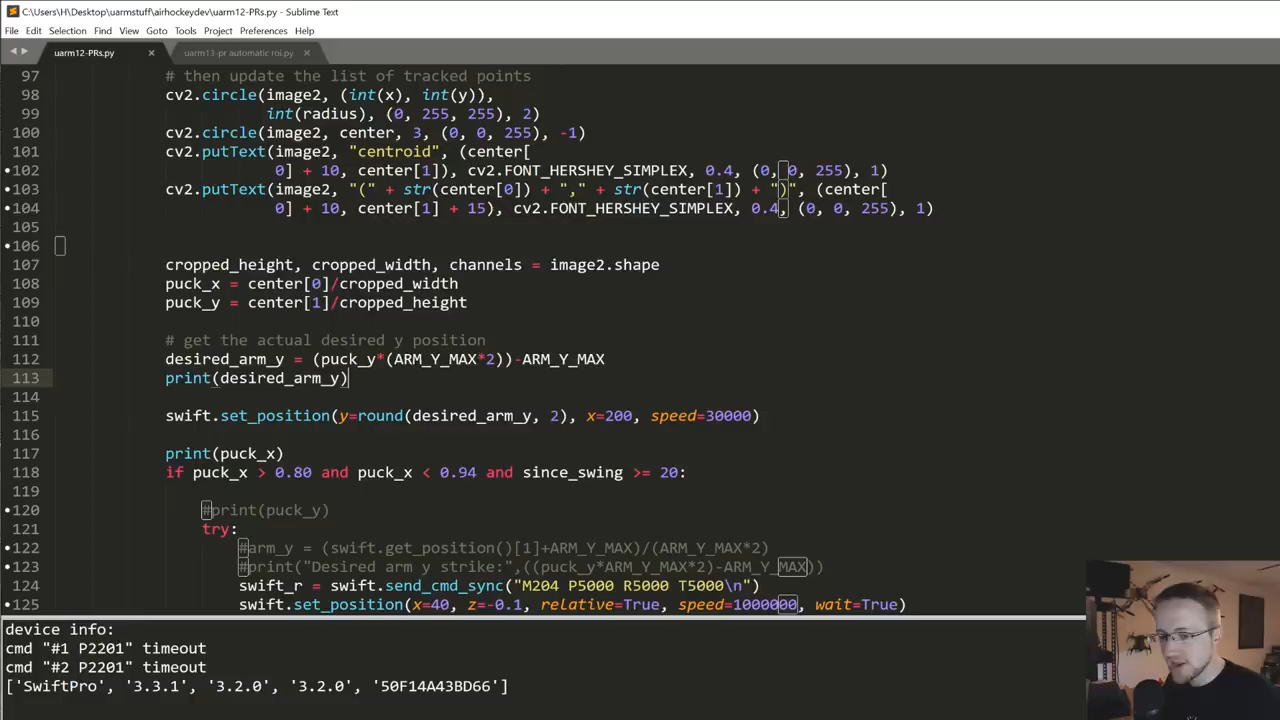 C:\Users\H\Desktop\uarmstuff\airhockeydev\uarm12-PRs.py - Sublime Text
File Edit Selection Find View Goto Tools Project Preferences Help
uarm12-PRs.py × uarm13-pr automatic roi.py ×
97 # then update the list of tracked points
98 cv2.circle(image2, (int(x), int(y)),
99 int(radius), (0, 255, 255), 2)
100 cv2.circle(image2, center, 3, (0, 0, 255), -1)
101 cv2.putText(image2, "centroid", (center[
102 0] + 10, center[1]), cv2.FONT_HERSHEY_SIMPLEX, 0.4, (0, 0, 255), 1)
103 cv2.putText(image2, "(" + str(center[0]) + "," + str(center[1]) + ")", (center[
104 0] + 10, center[1] + 15), cv2.FONT_HERSHEY_SIMPLEX, 0.4, (0, 0, 255), 1)
105
106
107 cropped_height, cropped_width, channels = image2.shape
108 puck_x = center[0]/cropped_width
109 puck_y = center[1]/cropped_height
110
111 # get the actual desired y position
112 desired_arm_y = (puck_y*(ARM_Y_MAX*2))-ARM_Y_MAX
113 print(desired_arm_y)
114
115 swift.set_position(y=round(desired_arm_y, 2), x=200, speed=30000)
116
117 print(puck_x)
118 if puck_x > 0.80 and puck_x < 0.94 and since_swing >= 20:
119
120 #print(puck_y)
121 try:
122 #arm_y = (swift.get_position()[1]+ARM_Y_MAX)/(ARM_Y_MAX*2)
123 #print("Desired arm y strike:",((puck_y*ARM_Y_MAX*2)-ARM_Y_MAX))
124 swift_r = swift.send_cmd_sync("M204 P5000 R5000 T5000\n")
125 swift.set_position(x=40, z=-0.1, relative=True, speed=1000000, wait=True)
device info:
cmd "#1 P2201" timeout
cmd "#2 P2201" timeout
['SwiftPro', '3.3.1', '3.2.0', '3.2.0', '50F14A43BD66']